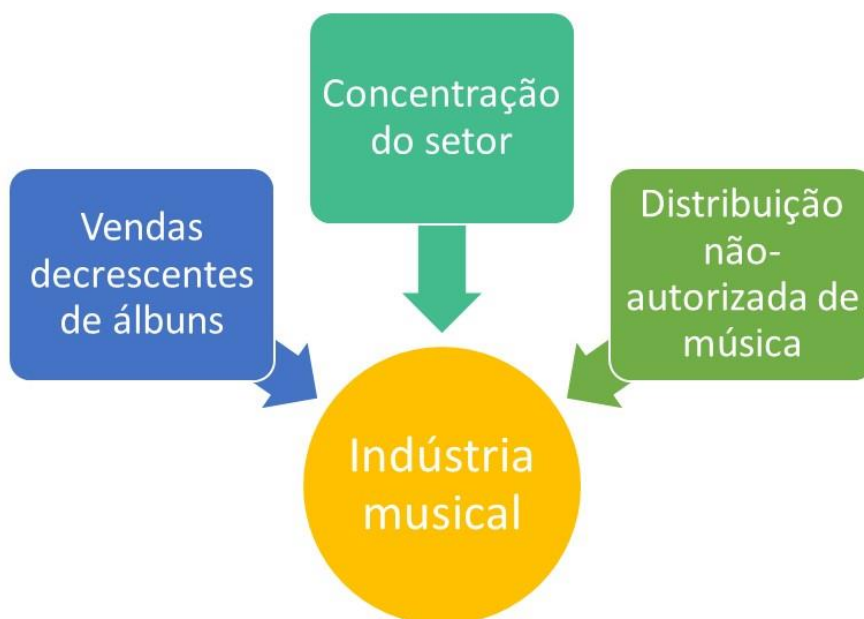 Concentração
do setor
Vendas
decrescentes
de álbuns
Distribuição
não-
autorizada de
música
Indústria
musical